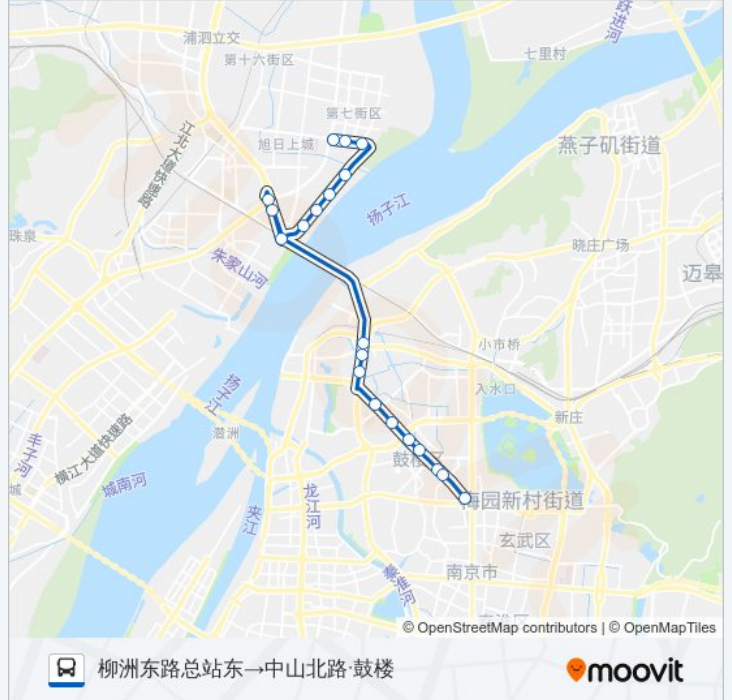 跃进河
浦泗立交
七里村
第十六街区
第七街区
江北大道快速路
旭日上城
燕子矶街道
扬子江
珠泉
晓庄广场
朱家山河
迈皋
小市桥
扬子江
入水口
新庄
丰子河
横江大道快速路
潜洲
鼓楼区
城
城南河
龙江河
夹江
梅园新村街道
玄武区
秦淮河
南京市
© OpenStreetMap contributors | © OpenMapTiles
柳洲东路总站东→中山北路·鼓楼
moovit